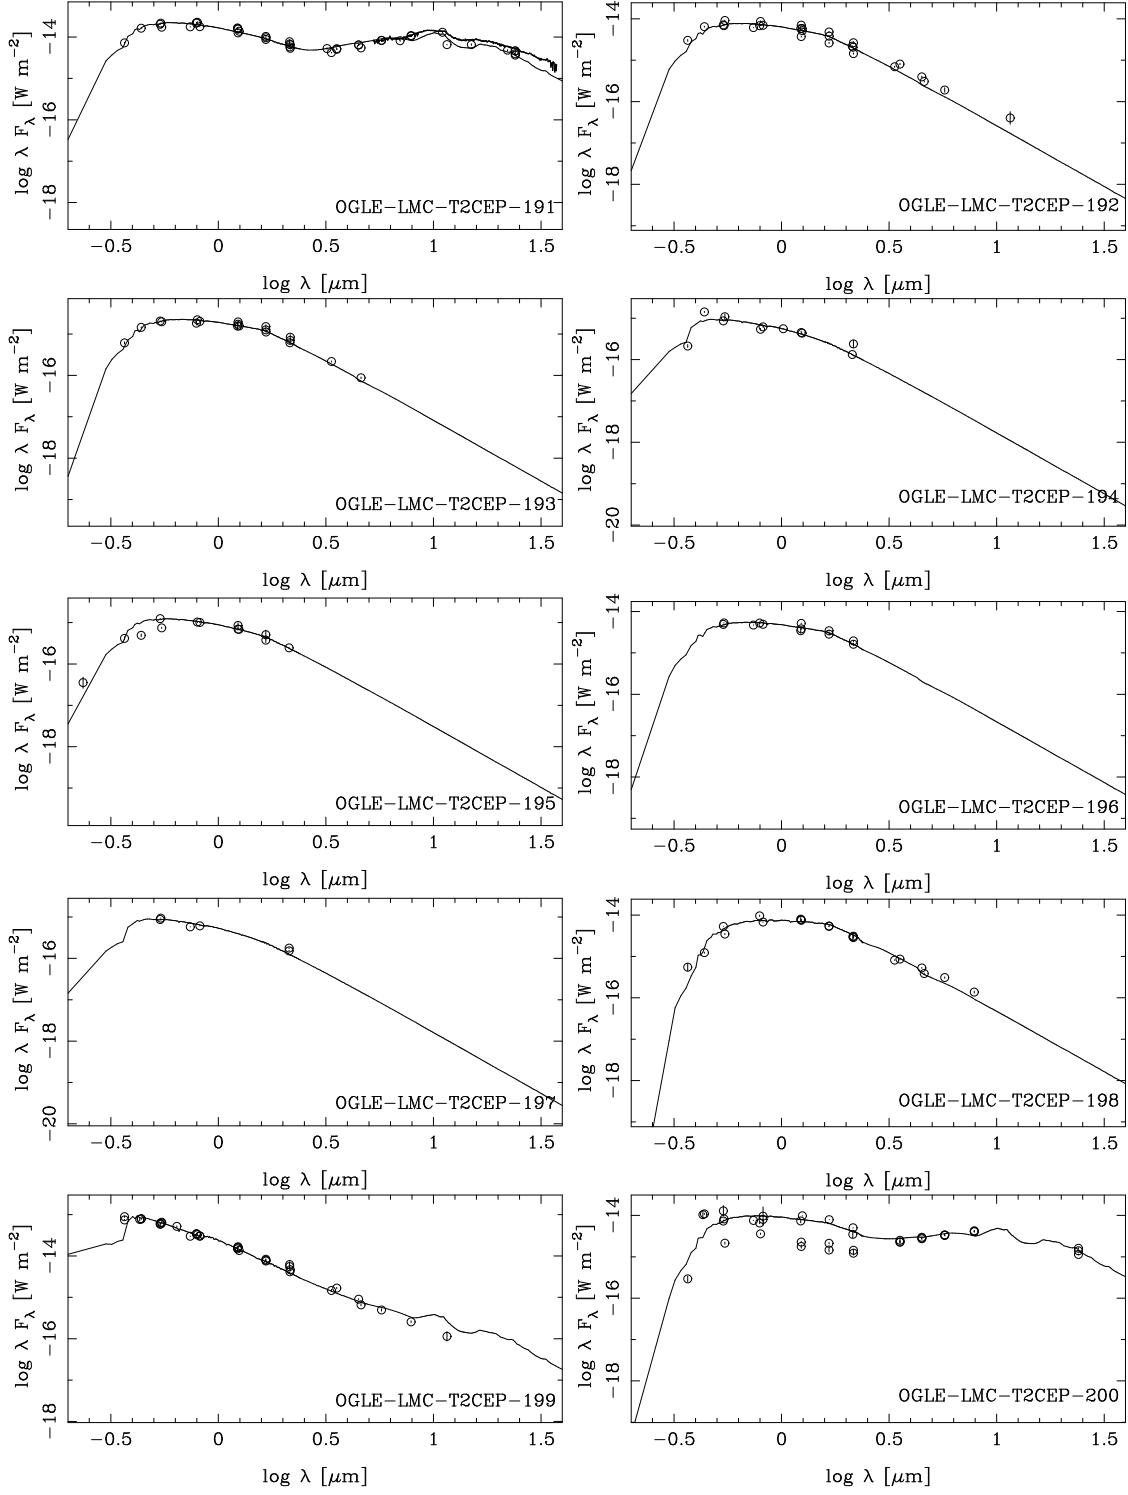 log λ F_λ [W m⁻²]
−14
−16
−18
OGLE−LMC−T2CEP−191
−0.5 0 0.5 1 1.5
log λ [μm]
log λ F_λ [W m⁻²]
−14
−16
−18
OGLE−LMC−T2CEP−192
−0.5 0 0.5 1 1.5
log λ [μm]
log λ F_λ [W m⁻²]
−16
−18
OGLE−LMC−T2CEP−193
−0.5 0 0.5 1 1.5
log λ [μm]
log λ F_λ [W m⁻²]
−16
−18
−20
OGLE−LMC−T2CEP−194
−0.5 0 0.5 1 1.5
log λ [μm]
log λ F_λ [W m⁻²]
−16
−18
OGLE−LMC−T2CEP−195
−0.5 0 0.5 1 1.5
log λ [μm]
log λ F_λ [W m⁻²]
−14
−16
−18
OGLE−LMC−T2CEP−196
−0.5 0 0.5 1 1.5
log λ [μm]
log λ F_λ [W m⁻²]
−16
−18
−20
OGLE−LMC−T2CEP−197
−0.5 0 0.5 1 1.5
log λ [μm]
log λ F_λ [W m⁻²]
−14
−16
−18
OGLE−LMC−T2CEP−198
−0.5 0 0.5 1 1.5
log λ [μm]
log λ F_λ [W m⁻²]
−14
−16
−18
OGLE−LMC−T2CEP−199
−0.5 0 0.5 1 1.5
log λ [μm]
log λ F_λ [W m⁻²]
−14
−16
−18
OGLE−LMC−T2CEP−200
−0.5 0 0.5 1 1.5
log λ [μm]